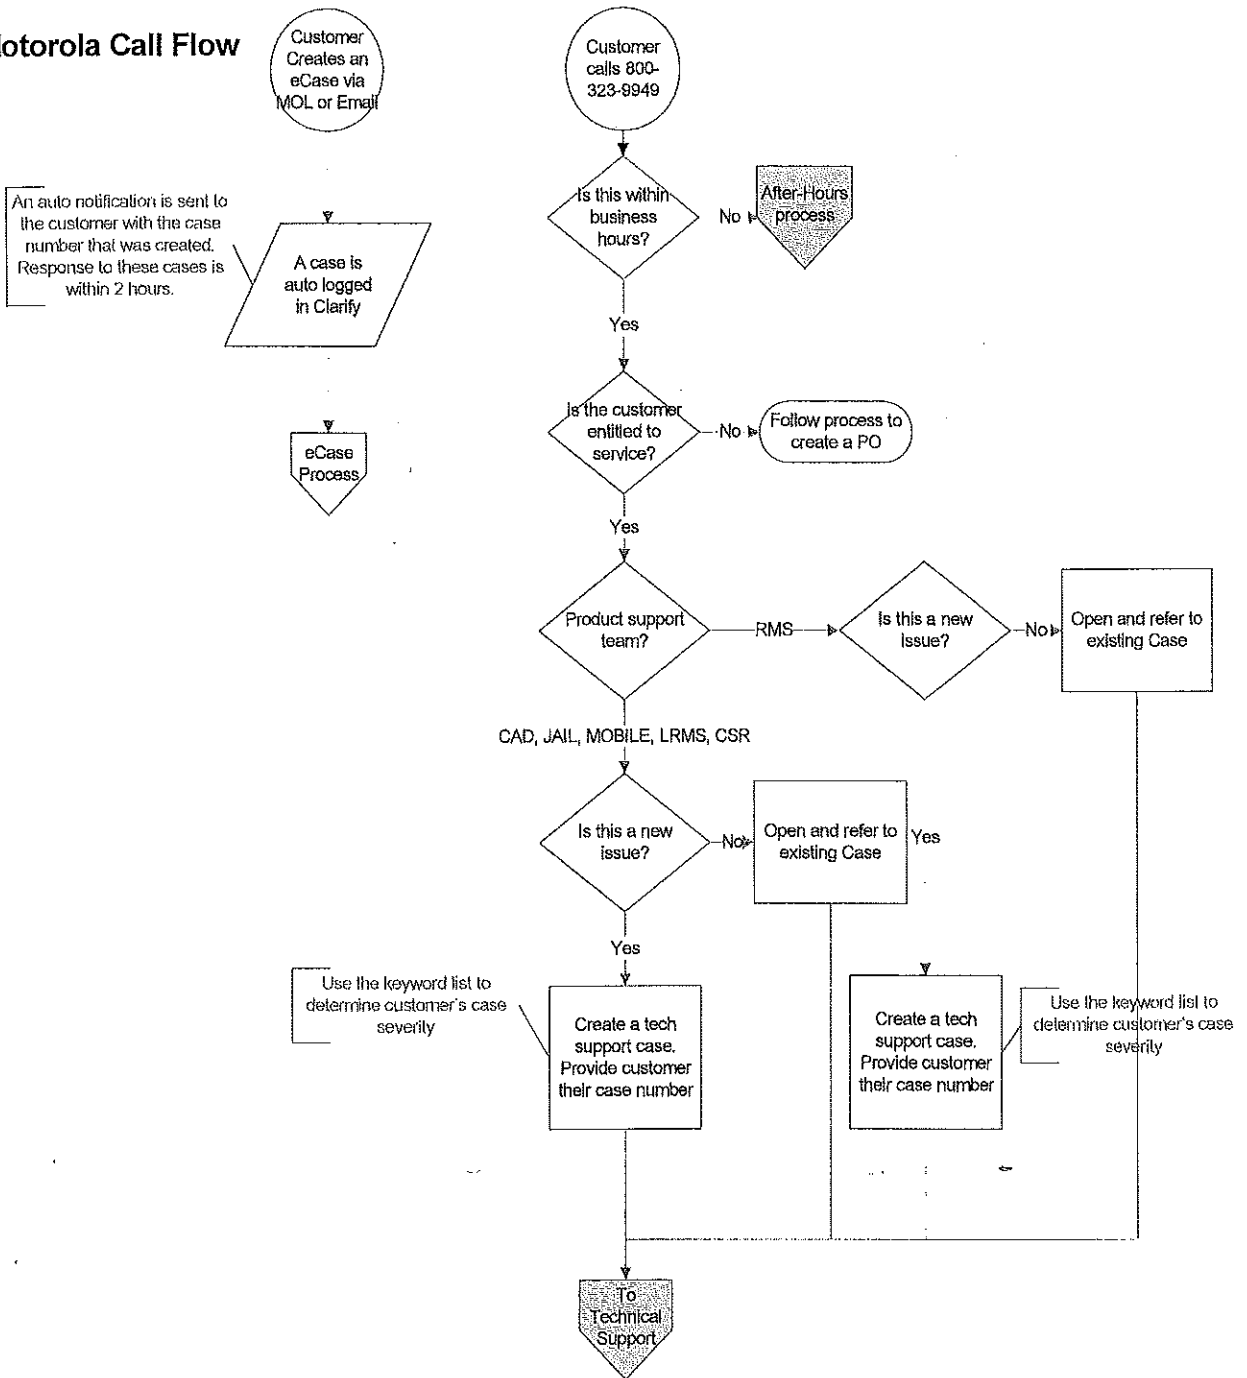 otorola Call Flow
Customer
Creates an
eCase via
MOL or Email
Customer
calls 800-
323-9949
An auto notification is sent to
the customer with the case
number that was created.
Response to these cases is
within 2 hours.
A case is
auto logged
in Clarify
eCase
Process
Is this within
business
hours?
No
After-Hours
process
Yes
Is the customer
entitled to
service?
No
Follow process to
create a PO
Yes
Product support
team?
RMS
Is this a new
issue?
No
Open and refer to
existing Case
CAD, JAIL, MOBILE, LRMS, CSR
Is this a new
issue?
No
Open and refer to
existing Case
Yes
Yes
Use the keyword list to
determine customer's case
severity
Create a tech
support case.
Provide customer
their case number
Create a tech
support case.
Provide customer
their case number
Use the keyword list to
determine customer's case
severity
To
Technical
Support